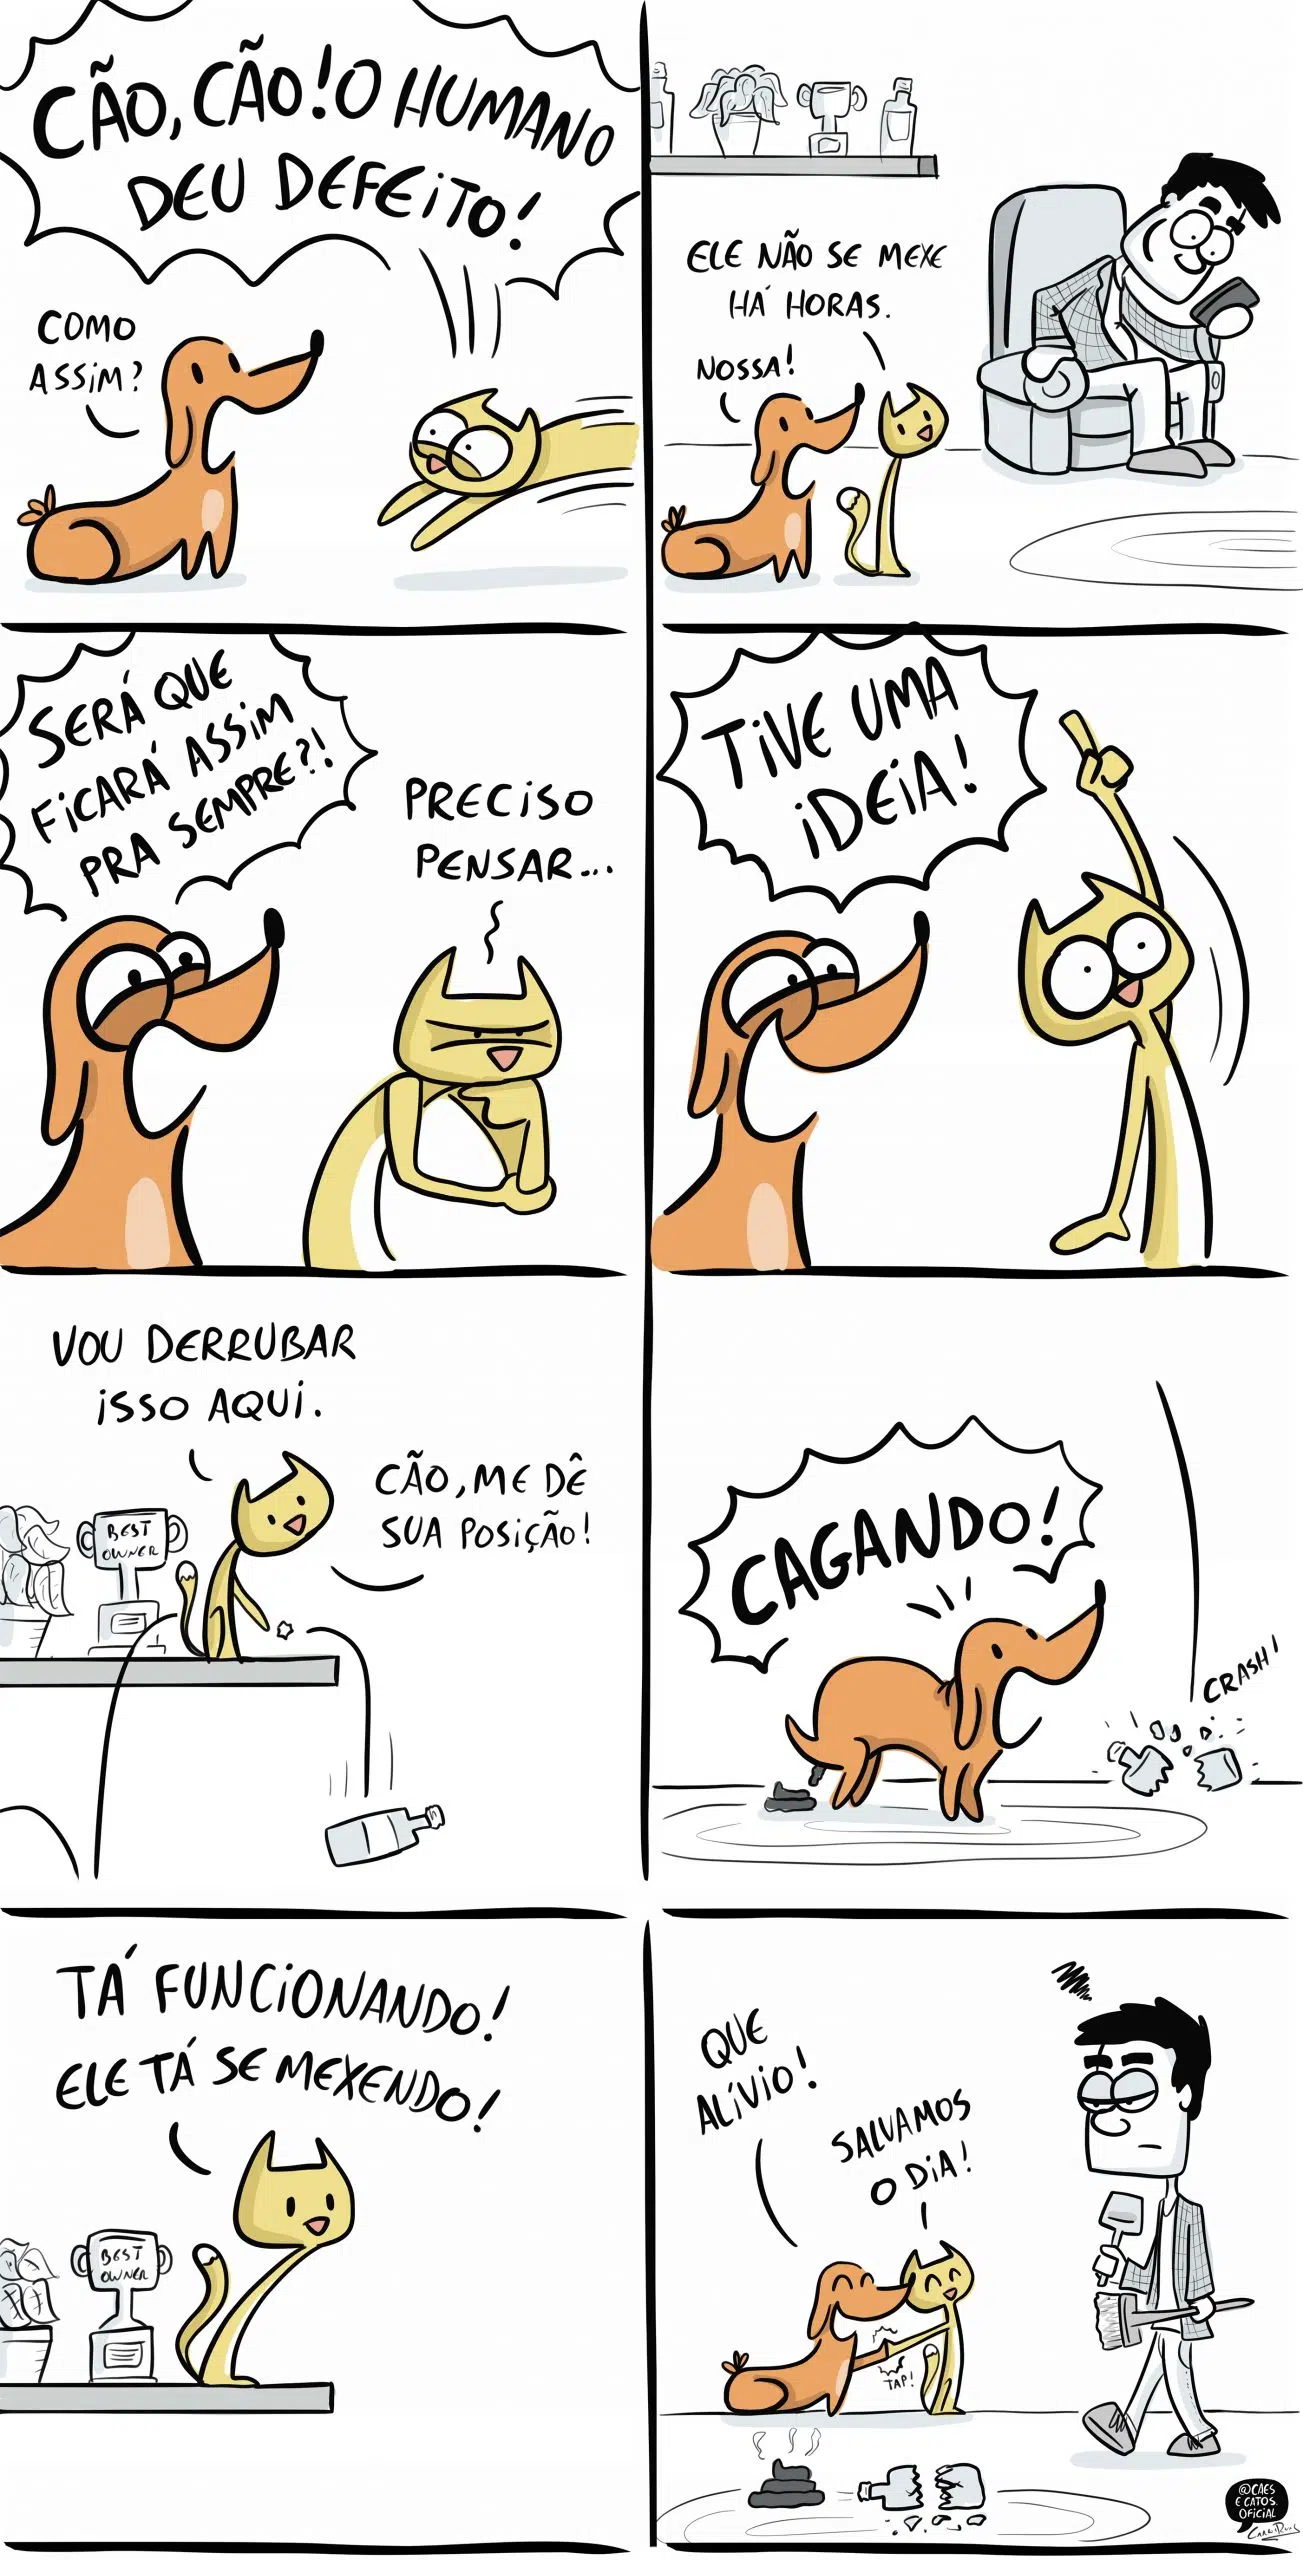 CÃO, CÃO! O HUMANO
DEU DEFEITO!
COMO
ASSIM?
ELE NÃO SE MEXE
HÁ HORAS.
NOSSA!
SERÁ QUE
FICARÁ ASSIM
PRA SEMPRE?!
PRECISO
PENSAR...
TIVE UMA
IDEIA!
VOU DERRUBAR
ISSO AQUI.
CÃO, ME DÊ
SUA POSIÇÃO!
BEST
OWNER
CAGANDO!
CRASH!
TÁ FUNCIONANDO!
ELE TÁ SE MEXENDO!
BEST
OWNER
QUE
ALÍVIO!
SALVAMOS
O DIA!
TAP!
@CAES
E GATOS.
OFICIAL